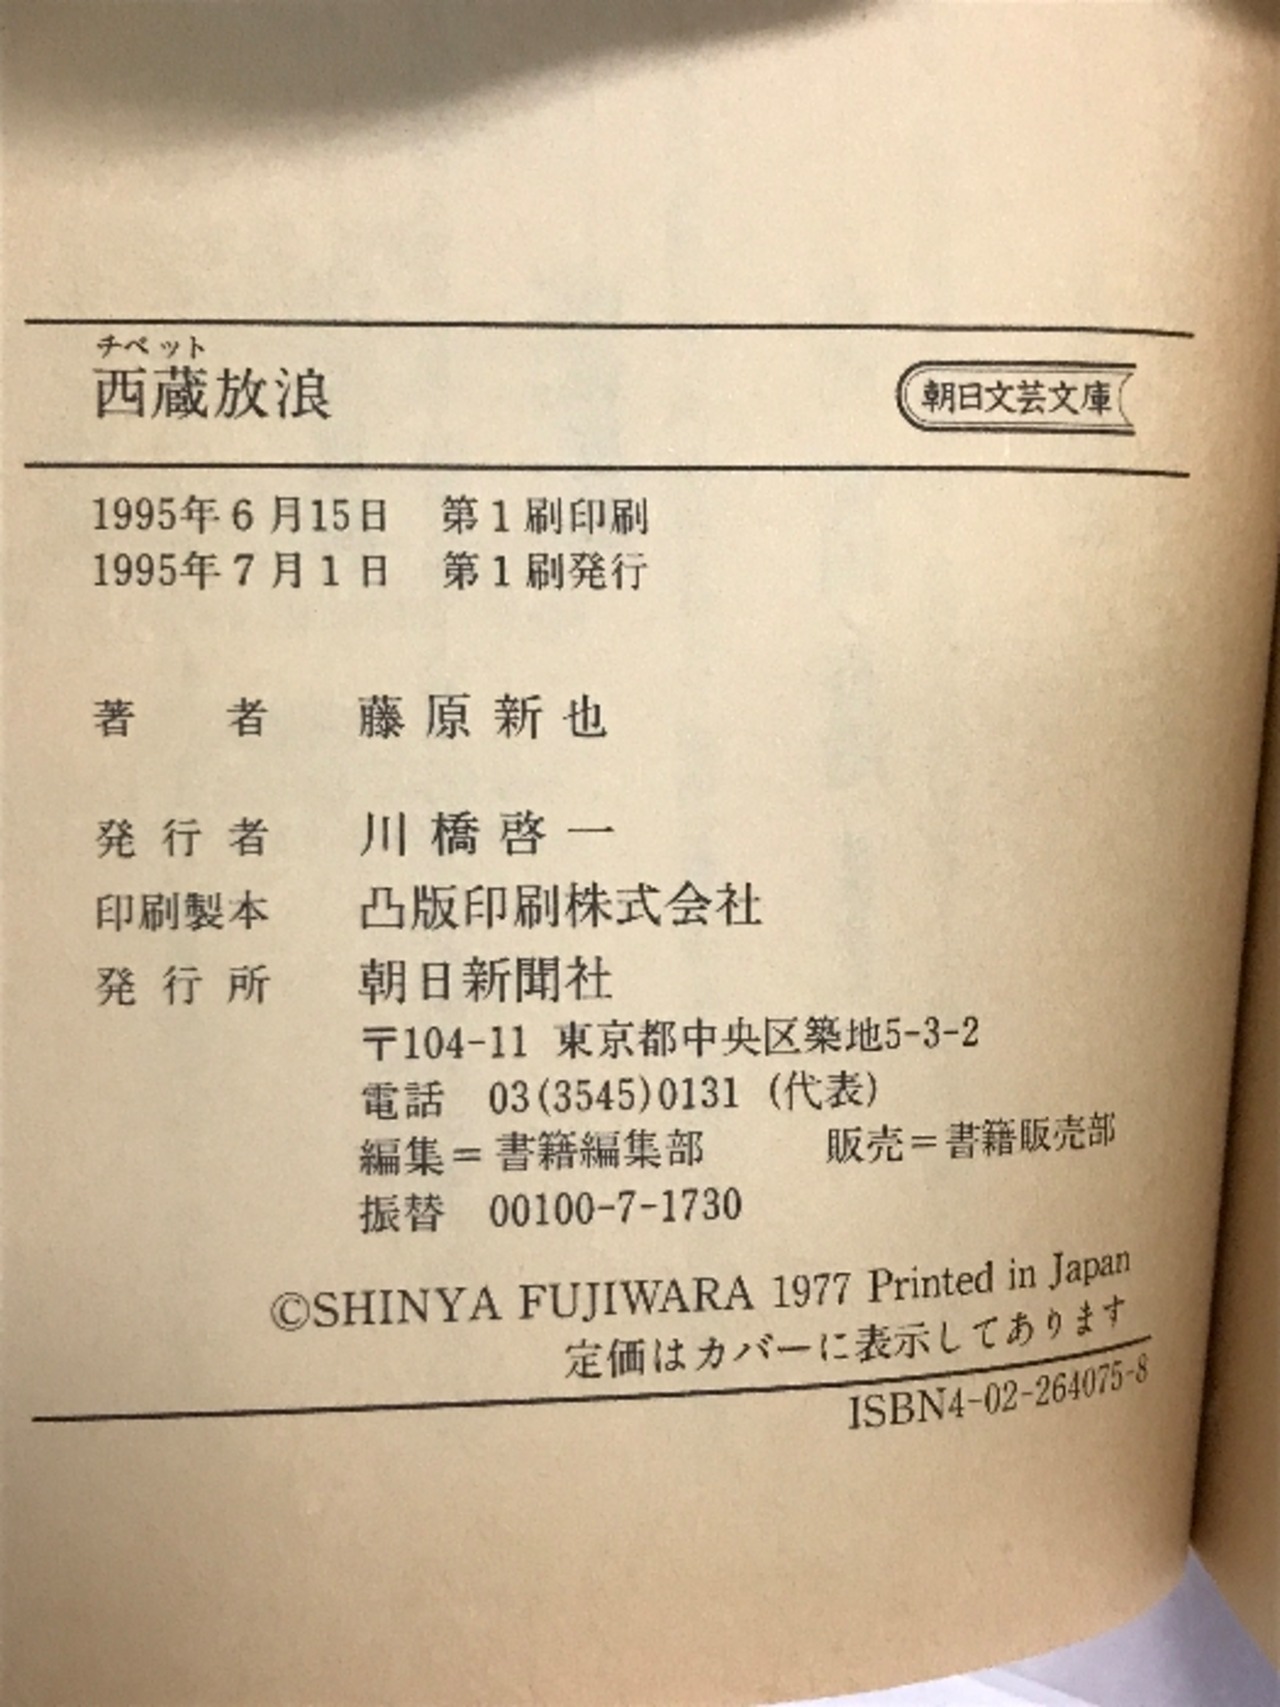 チベット
西蔵放浪
朝日文芸文庫
1995年6月15日　第1刷印刷
1995年7月1日　第1刷発行
著者　藤原新也
発行者　川橋啓一
印刷製本　凸版印刷株式会社
発行所　朝日新聞社
〒104-11 東京都中央区築地5-3-2
電話　03(3545)0131（代表）
編集＝書籍編集部　販売＝書籍販売部
振替　00100-7-1730
©SHINYA FUJIWARA 1977 Printed in Japan
定価はカバーに表示してあります
ISBN4-02-264075-8